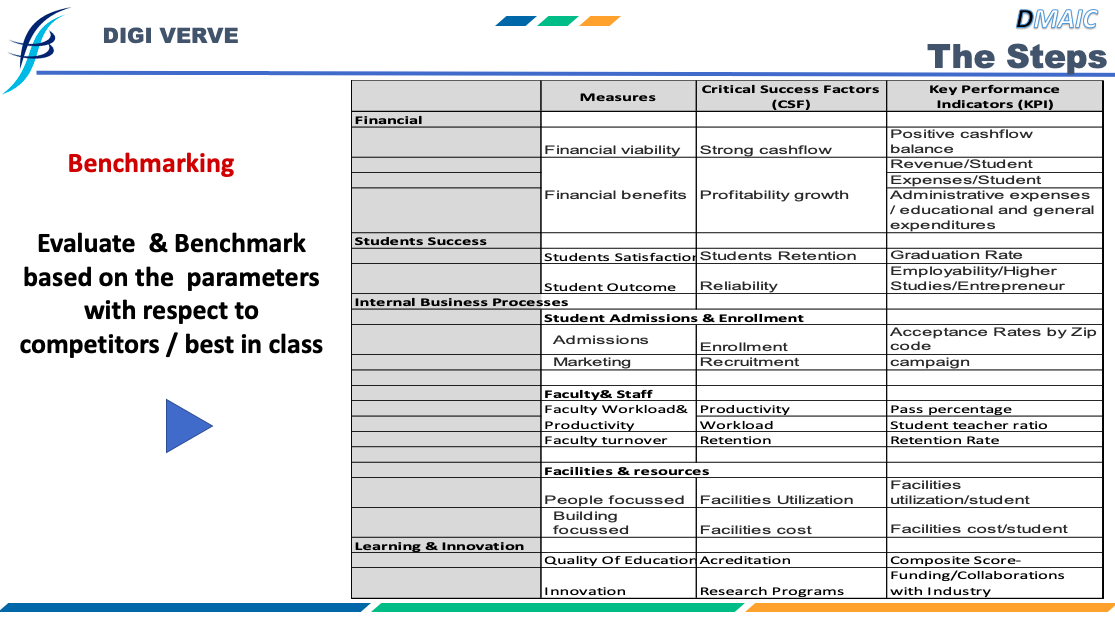 DIGI VERVE
DMAIC
The Steps
Benchmarking
Evaluate & Benchmark
based on the parameters
with respect to
competitors / best in class
Measures
Critical Success Factors
(CSF)
Key Performance
Indicators (KPI)
Financial
Financial viability
Strong cashflow
Positive cashflow
balance
Financial benefits
Profitability growth
Revenue/Student
Expenses/Student
Administrative expenses
/ educational and general
expenditures
Students Success
Students Satisfaction
Students Retention
Graduation Rate
Student Outcome
Reliability
Employability/Higher
Studies/Entrepreneur
Internal Business Processes
Student Admissions & Enrollment
Admissions
Enrollment
Acceptance Rates by Zip
code
Marketing
Recruitment
campaign
Faculty& Staff
Faculty Workload&
Productivity
Pass percentage
Productivity
Workload
Student teacher ratio
Faculty turnover
Retention
Retention Rate
Facilities & resources
People focussed
Facilities Utilization
Facilities
utilization/student
Building
focussed
Facilities cost
Facilities cost/student
Learning & Innovation
Quality Of Education
Acreditation
Composite Score-
Innovation
Research Programs
Funding/Collaborations
with Industry